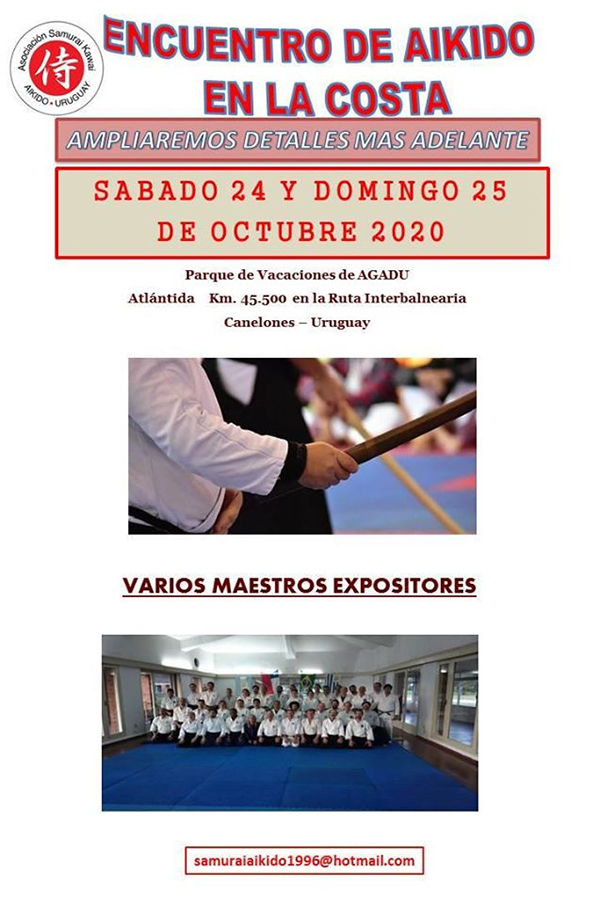 Asociación Samurai Kawai
侍
AIKIDO • URUGUAY
ENCUENTRO DE AIKIDO
EN LA COSTA
AMPLIAREMOS DETALLES MAS ADELANTE
SABADO 24 Y DOMINGO 25
DE OCTUBRE 2020
Parque de Vacaciones de AGADU
Atlántida Km. 45.500 en la Ruta Interbalnearia
Canelones – Uruguay
VARIOS MAESTROS EXPOSITORES
samuraiaikido1996@hotmail.com